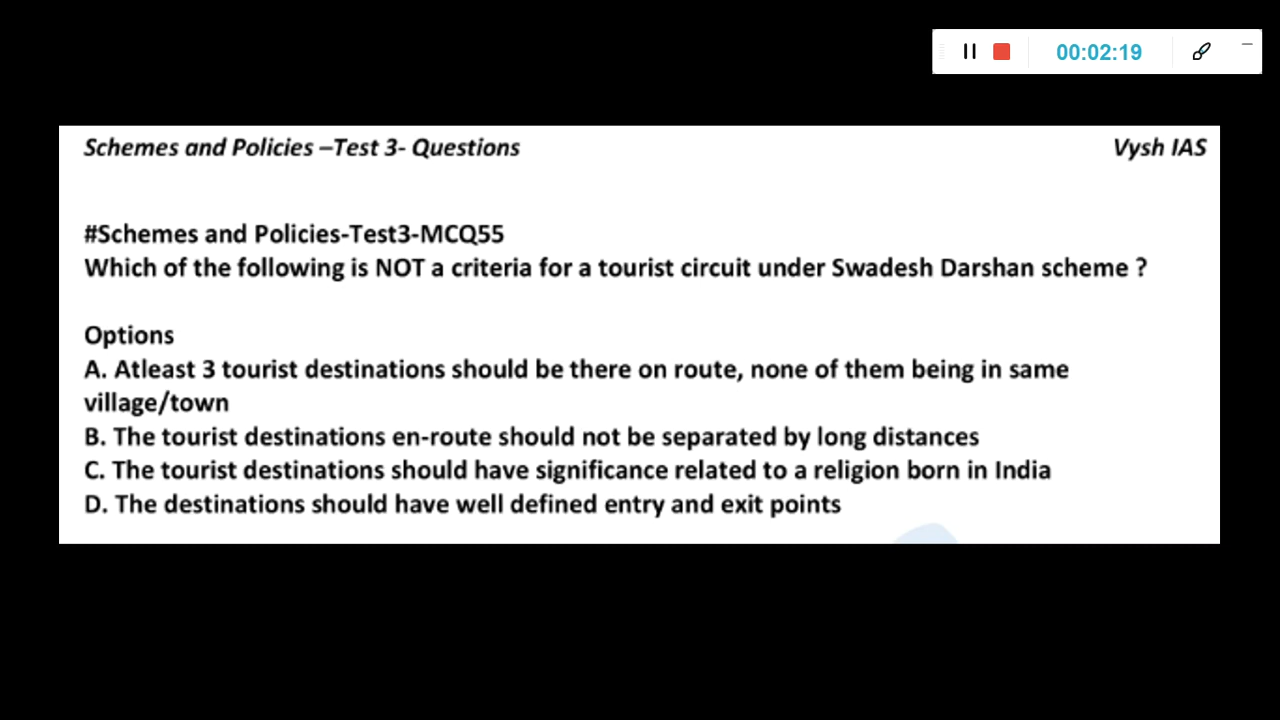 00:02:19
Schemes and Policies –Test 3- Questions Vysh IAS
#Schemes and Policies-Test3-MCQ55
Which of the following is NOT a criteria for a tourist circuit under Swadesh Darshan scheme ?
Options
A. Atleast 3 tourist destinations should be there on route, none of them being in same
village/town
B. The tourist destinations en-route should not be separated by long distances
C. The tourist destinations should have significance related to a religion born in India
D. The destinations should have well defined entry and exit points